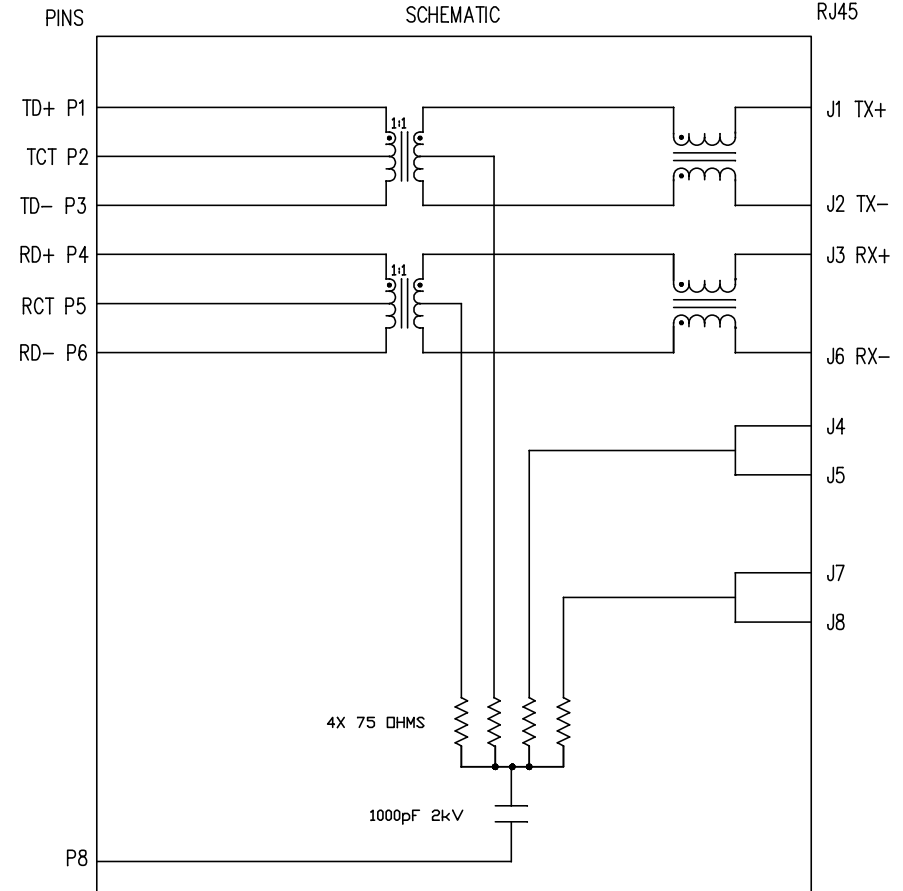 PINS SCHEMATIC RJ45
TD+ P1
1:1
J1 TX+
TCT P2
TD- P3
J2 TX-
RD+ P4
1:1
J3 RX+
RCT P5
RD- P6
J6 RX-
J4
J5
J7
J8
4X 75 OHMS
1000pF 2kV
P8